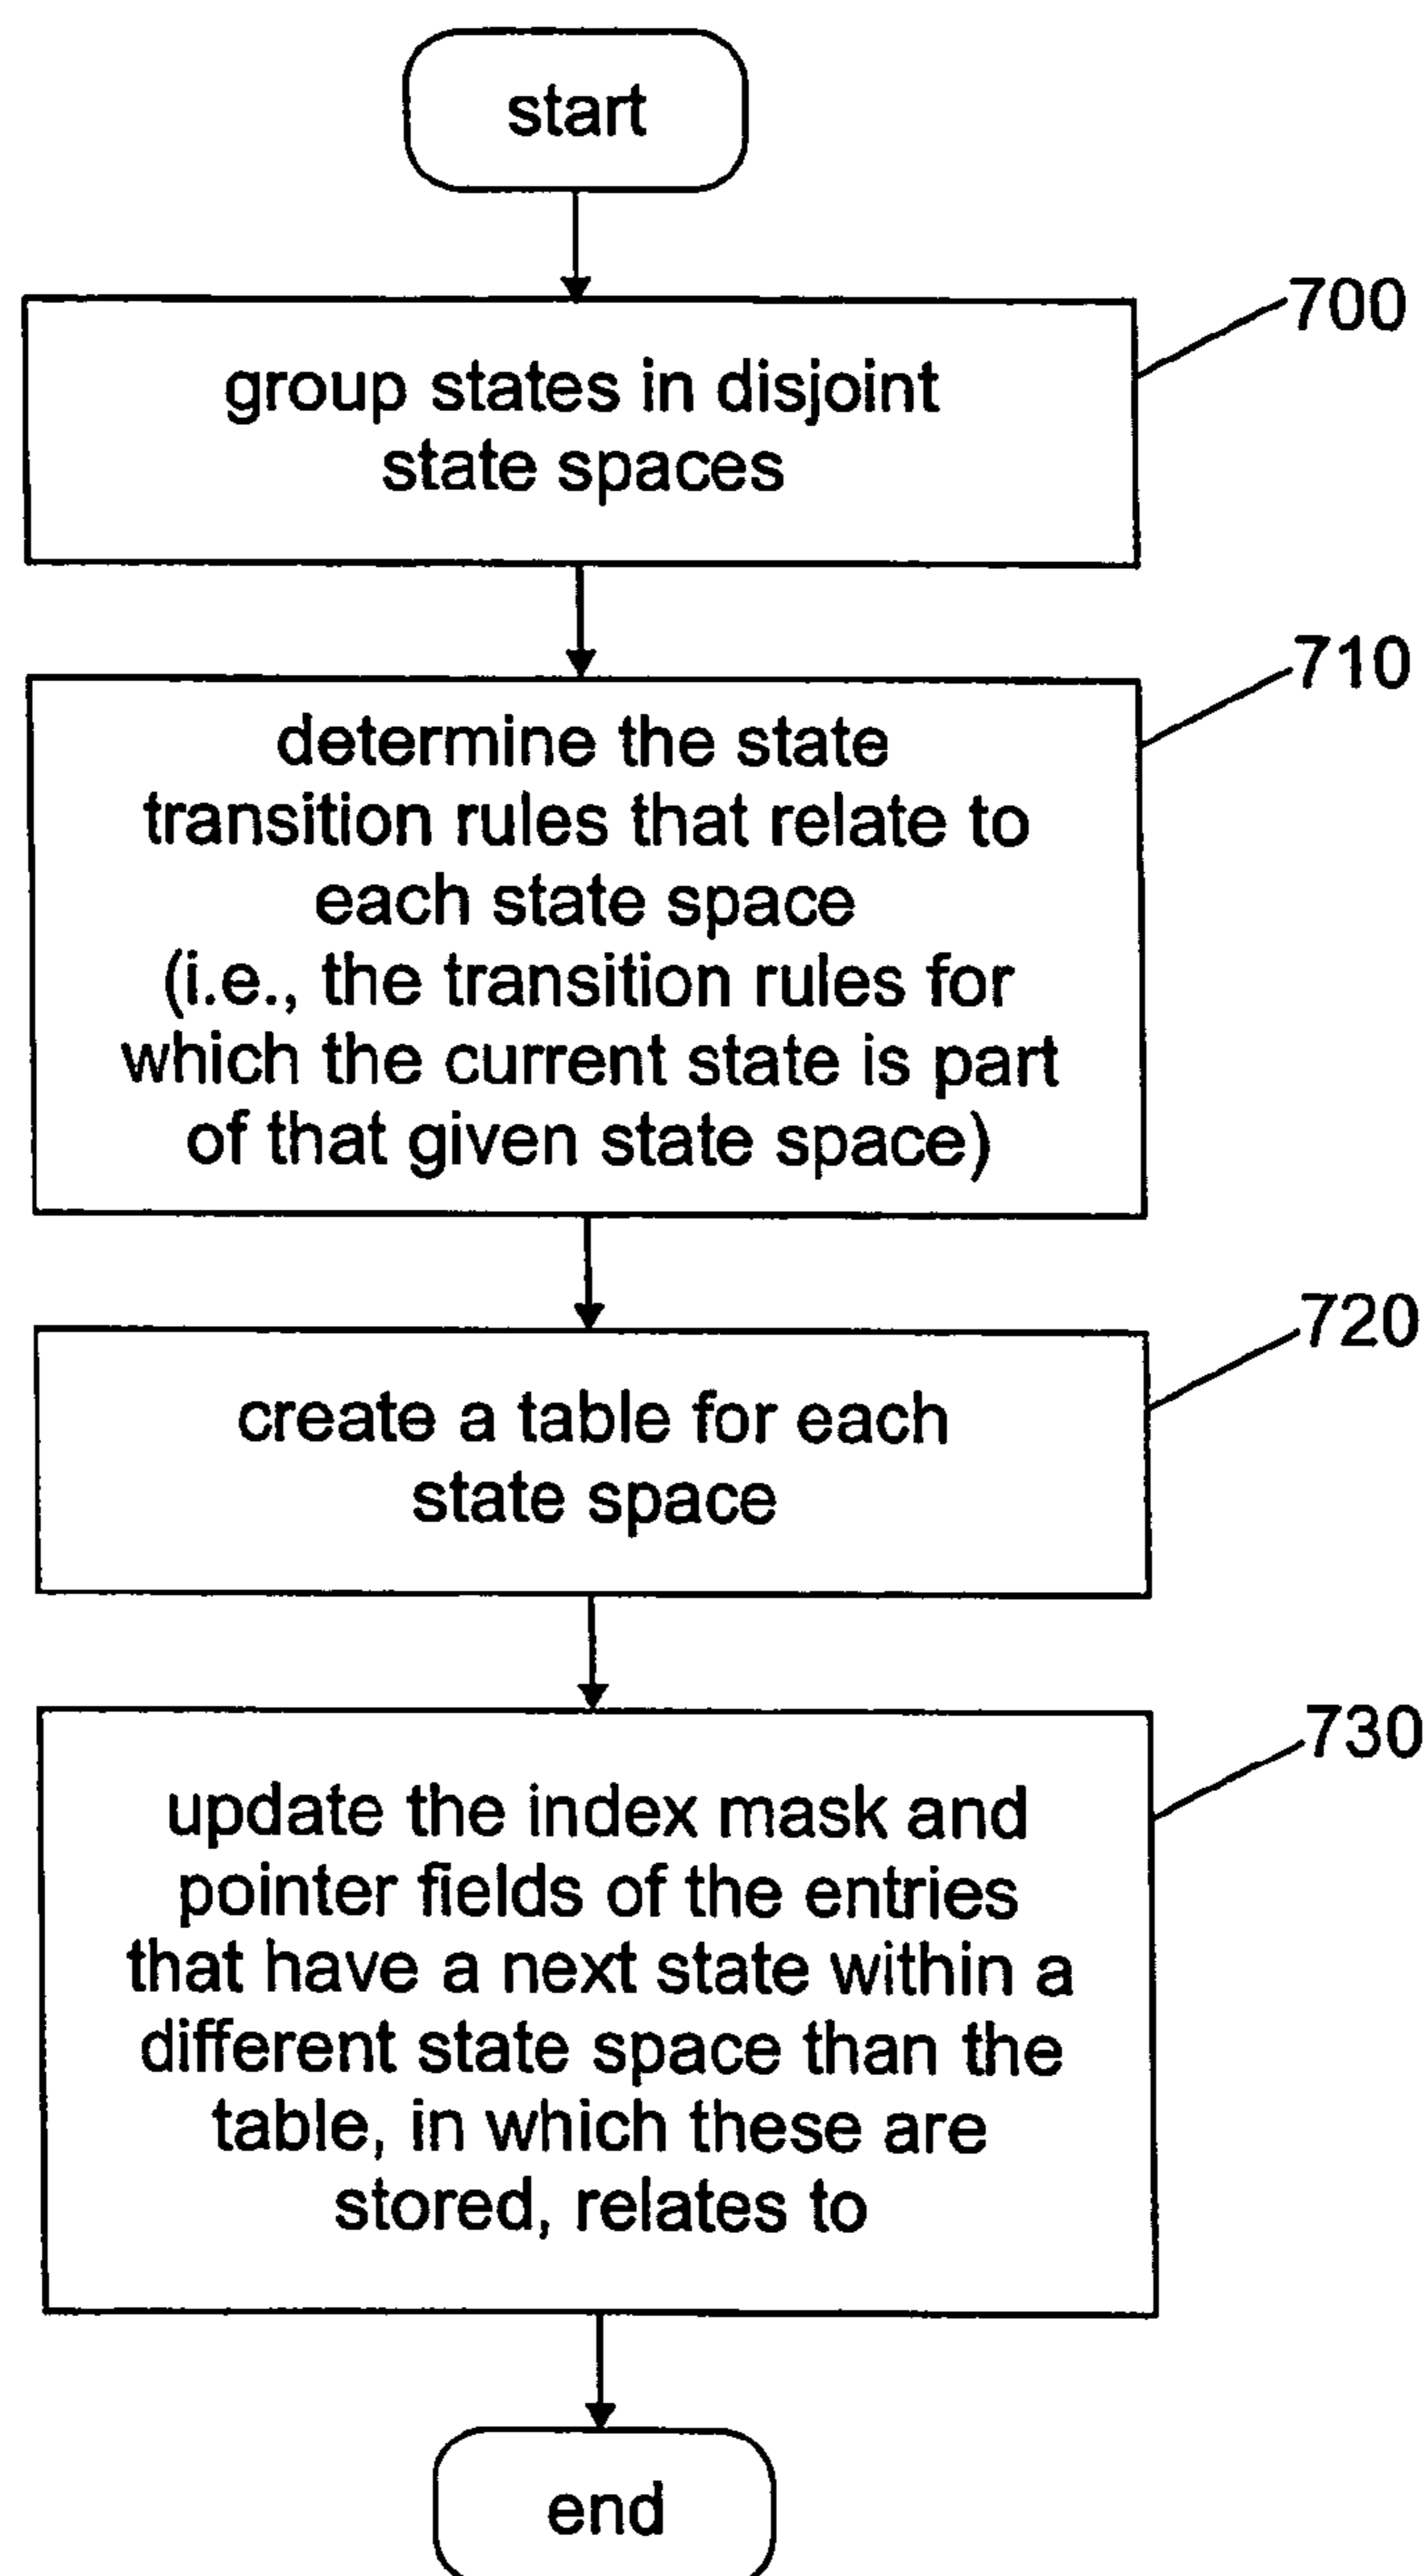 start
700
group states in disjoint
state spaces
710
determine the state
transition rules that relate to
each state space
(i.e., the transition rules for
which the current state is part
of that given state space)
720
create a table for each
state space
730
update the index mask and
pointer fields of the entries
that have a next state within a
different state space than the
table, in which these are
stored, relates to
end